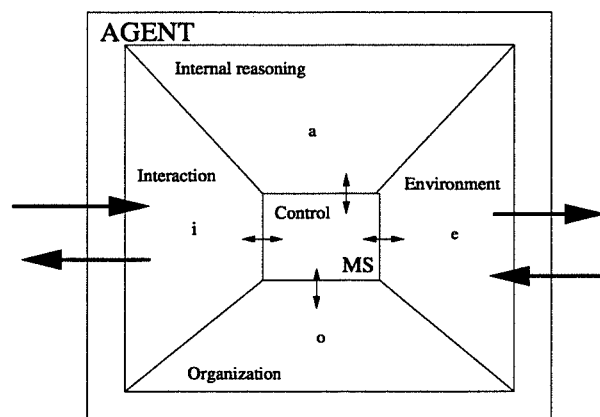 AGENT
Internal reasoning
a
Interaction
Environment
Control
i
e
MS
o
Organization